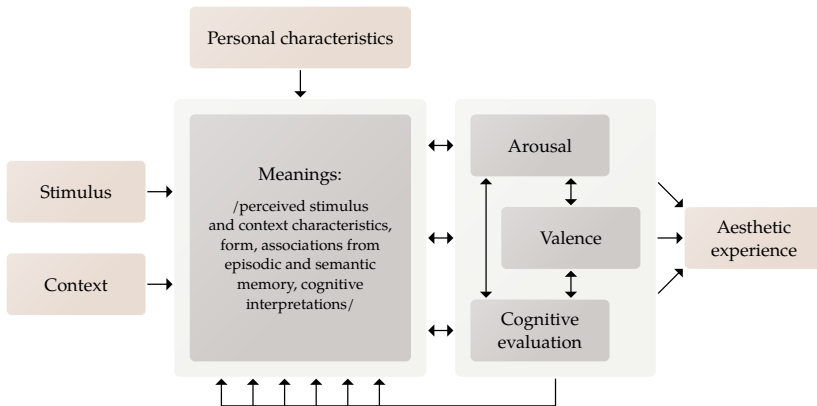 Personal characteristics
Stimulus
Context
Meanings:
/perceived stimulus
and context characteristics,
form, associations from
episodic and semantic
memory, cognitive
interpretations/
Arousal
Valence
Cognitive
evaluation
Aesthetic
experience